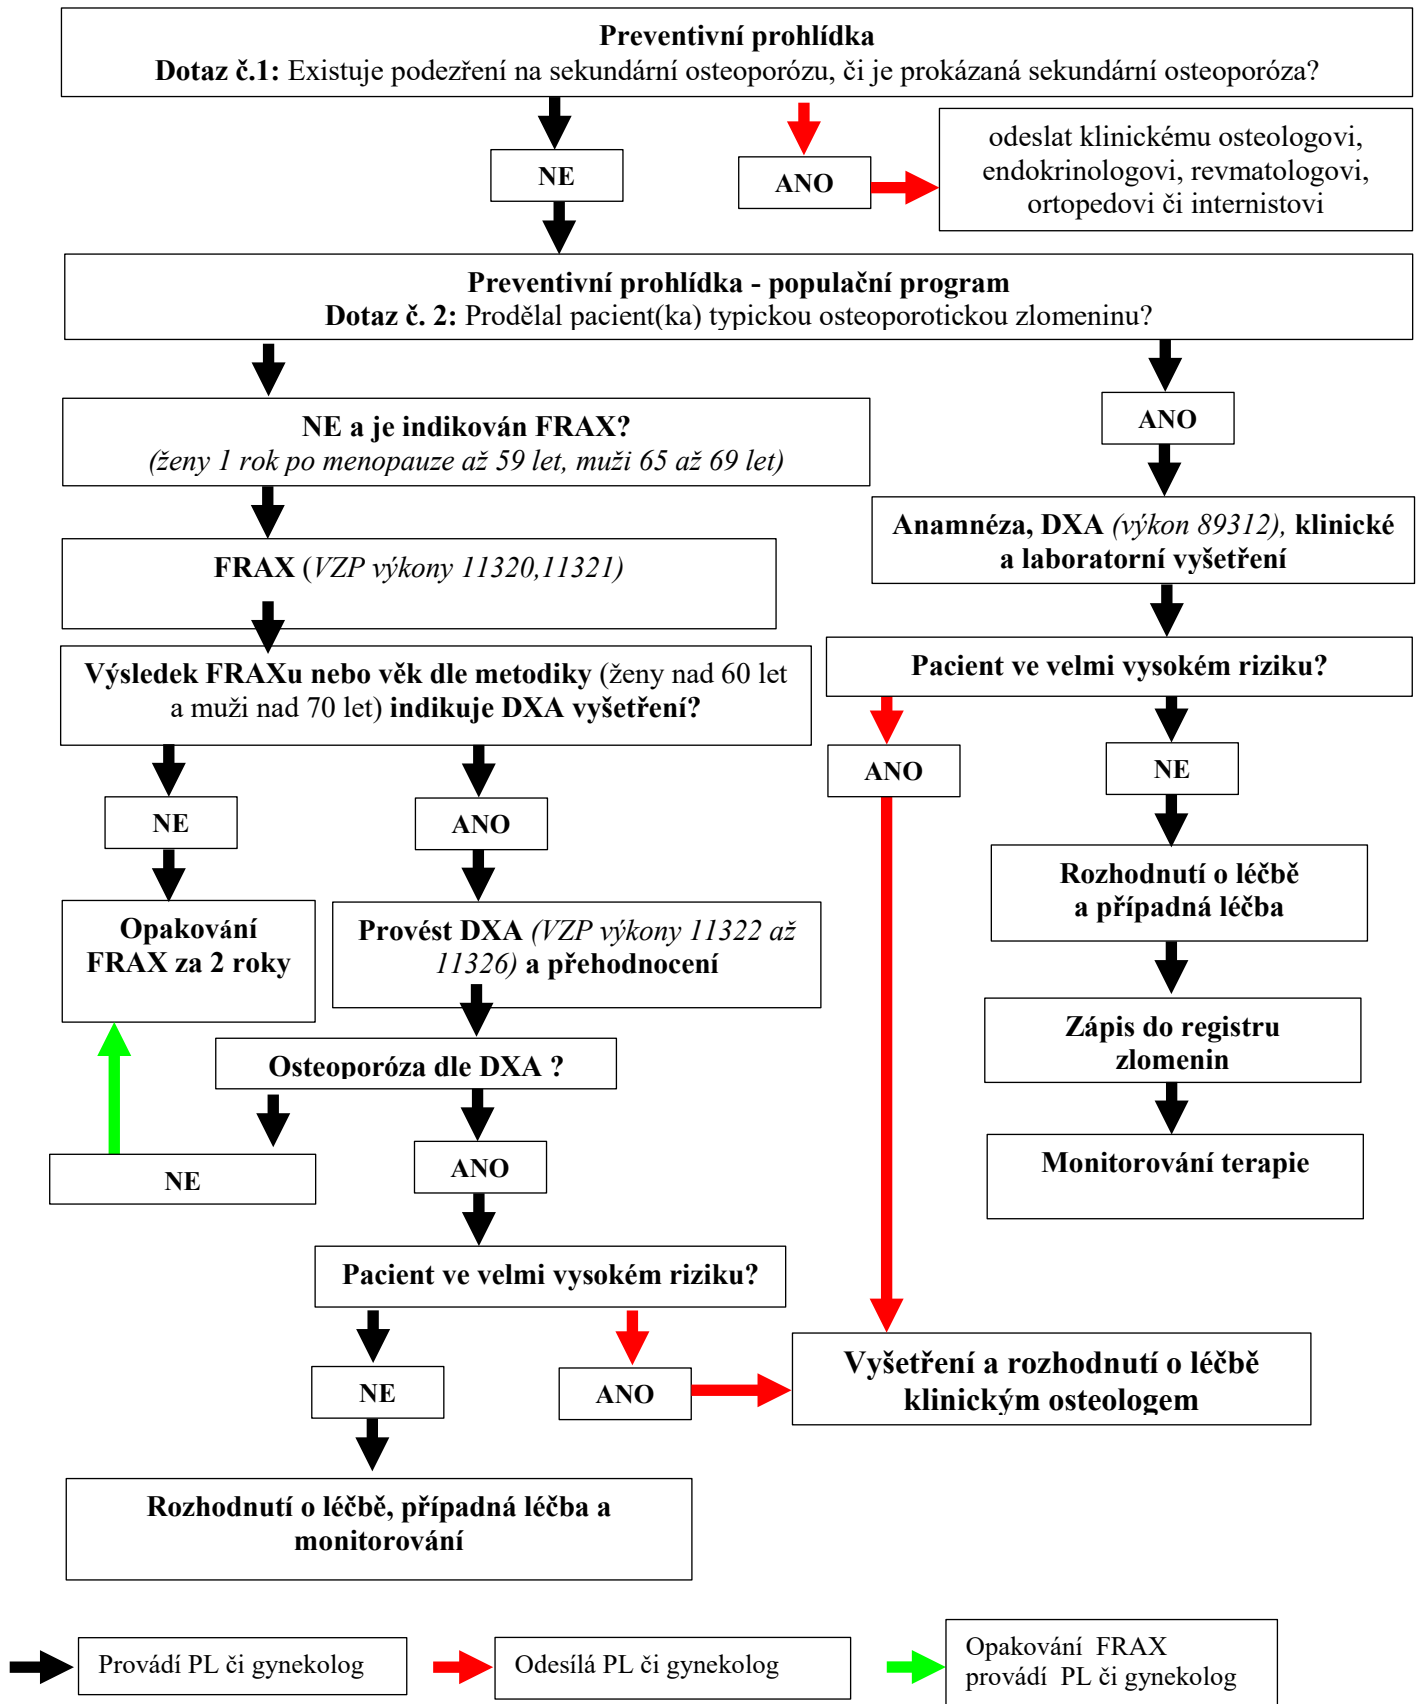 Preventivní prohlídka
Dotaz č.1: Existuje podezření na sekundární osteoporózu, či je prokázaná sekundární osteoporóza?
NE
ANO
odeslat klinickému osteologovi,
endokrinologovi, revmatologovi,
ortopedovi či internistovi
Preventivní prohlídka - populační program
Dotaz č. 2: Prodělal pacient(ka) typickou osteoporotickou zlomeninu?
NE a je indikován FRAX?
(ženy 1 rok po menopauze až 59 let, muži 65 až 69 let)
ANO
FRAX (VZP výkony 11320,11321)
Anamnéza, DXA (výkon 89312), klinické
a laboratorní vyšetření
Výsledek FRAXu nebo věk dle metodiky (ženy nad 60 let
a muži nad 70 let) indikuje DXA vyšetření?
Pacient ve velmi vysokém riziku?
ANO
NE
NE
ANO
Opakování
FRAX za 2 roky
Provést DXA (VZP výkony 11322 až
11326) a přehodnocení
Rozhodnutí o léčbě
a případná léčba
Zápis do registru
zlomenin
Osteoporóza dle DXA ?
NE
ANO
Monitorování terapie
Pacient ve velmi vysokém riziku?
NE
ANO
Vyšetření a rozhodnutí o léčbě
klinickým osteologem
Rozhodnutí o léčbě, případná léčba a
monitorování
Provádí PL či gynekolog
Odesílá PL či gynekolog
Opakování FRAX
provádí PL či gynekolog